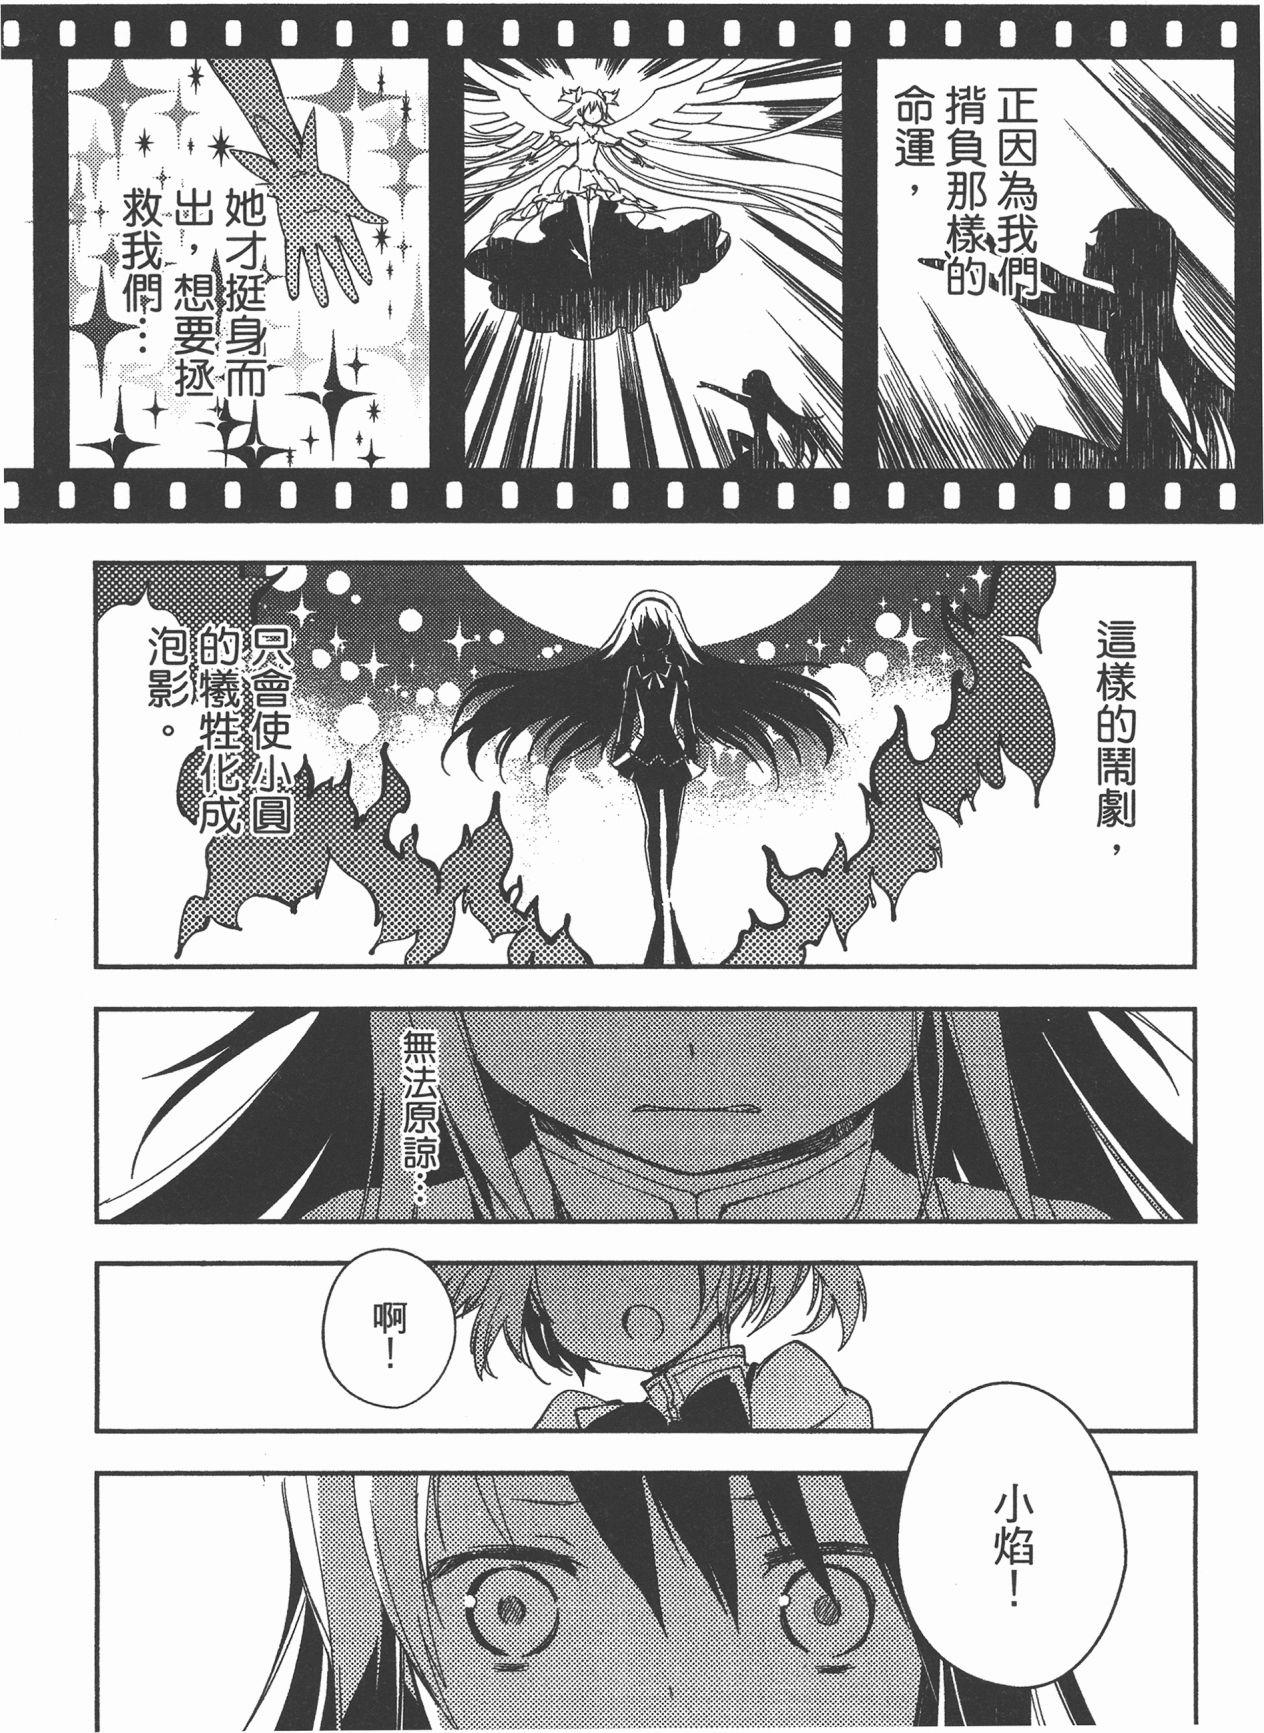 正因為我們
揹負那樣的
命運，
她才挺身而
出，想要拯
救我們…
這樣的鬧劇，
只會使小圓
的犧牲化成
泡影。
無法原諒…
啊！
小焰！